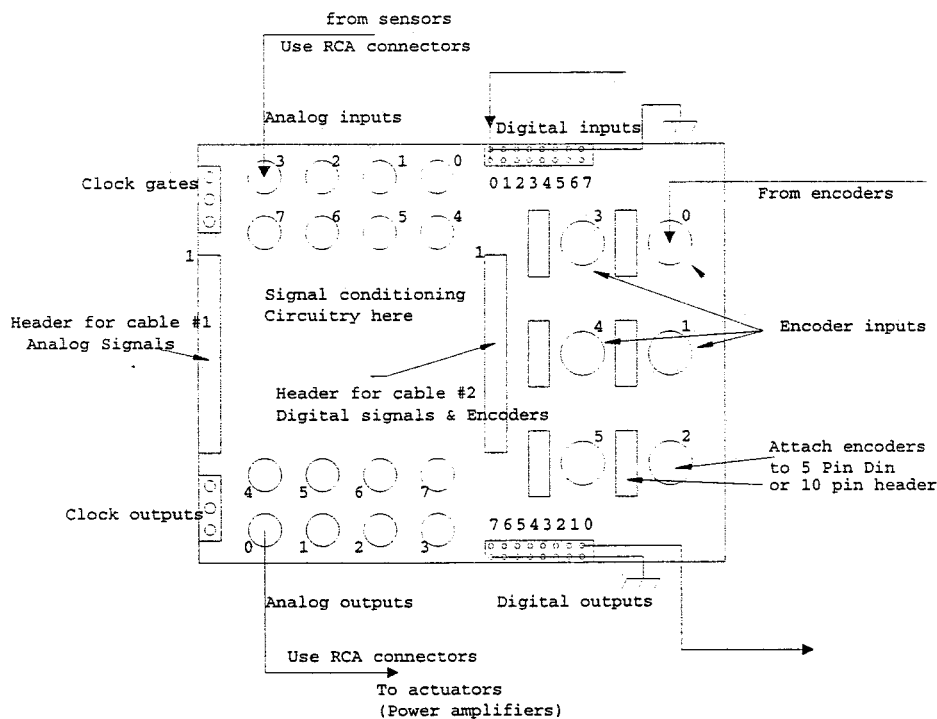 from sensors
Use RCA connectors
Analog inputs
Digital inputs
3 2 1 0
01234567
Clock gates
From encoders
7 6 5 4
3 0
1 1
Signal conditioning
Circuitry here
Header for cable #1
Analog Signals
4 1
Encoder inputs
Header for cable #2
Digital signals & Encoders
5 2
Attach encoders
to 5 Pin Din
or 10 pin header
4 5 6 7
Clock outputs
76543210
0 1 2 3
Analog outputs
Digital outputs
Use RCA connectors
To actuators
(Power amplifiers)